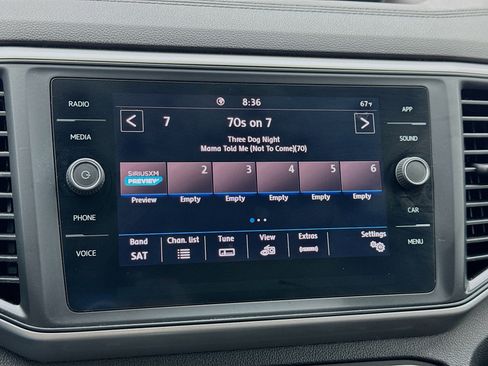 RADIO
MEDIA
PHONE
VOICE
8:36
67°F
7
70s on 7
Three Dog Night
Mama Told Me (Not To Come)(70)
SIRIUSXM
PREVIEW
2
3
4
5
6
Preview
Empty
Empty
Empty
Empty
Empty
Band
SAT
Chan. list
Tune
View
Extras
Settings
APP
SOUND
CAR
MENU